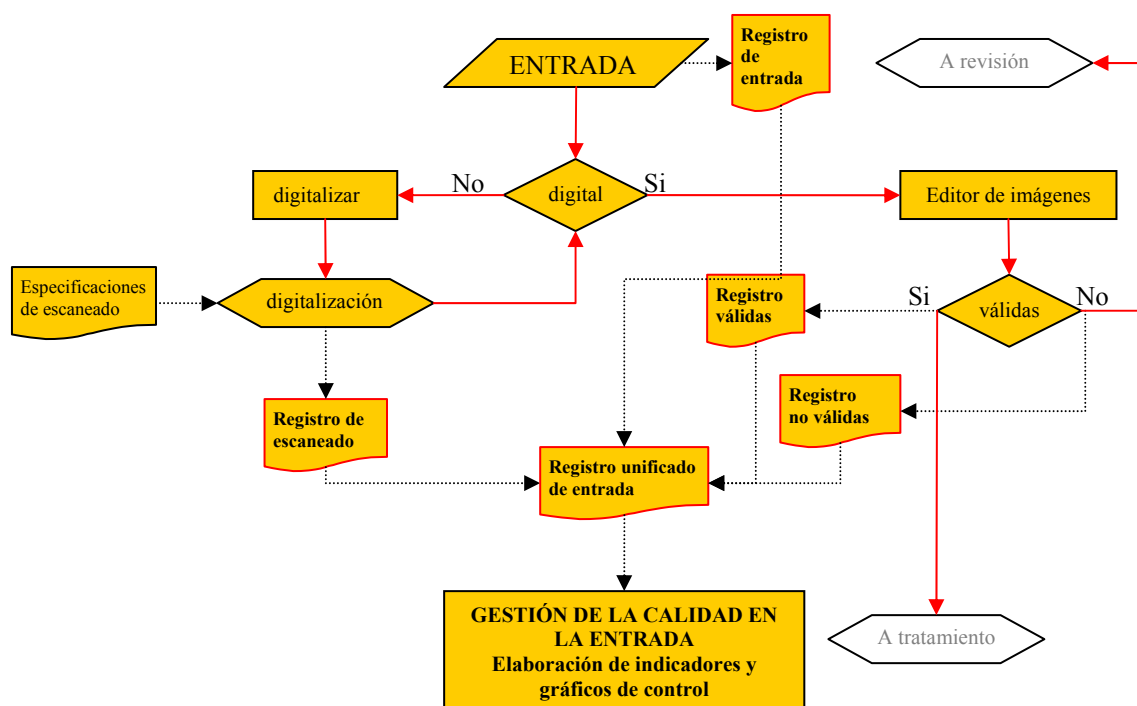 ENTRADA
Registro
de
entrada
A revisión
digitalizar
No
digital
Si
Editor de imágenes
Especificaciones
de escaneado
digitalización
Registro
válidas
Si
válidas
No
Registro
no válidas
Registro de
escaneado
Registro unificado
de entrada
GESTIÓN DE LA CALIDAD EN
LA ENTRADA
Elaboración de indicadores y
gráficos de control
A tratamiento